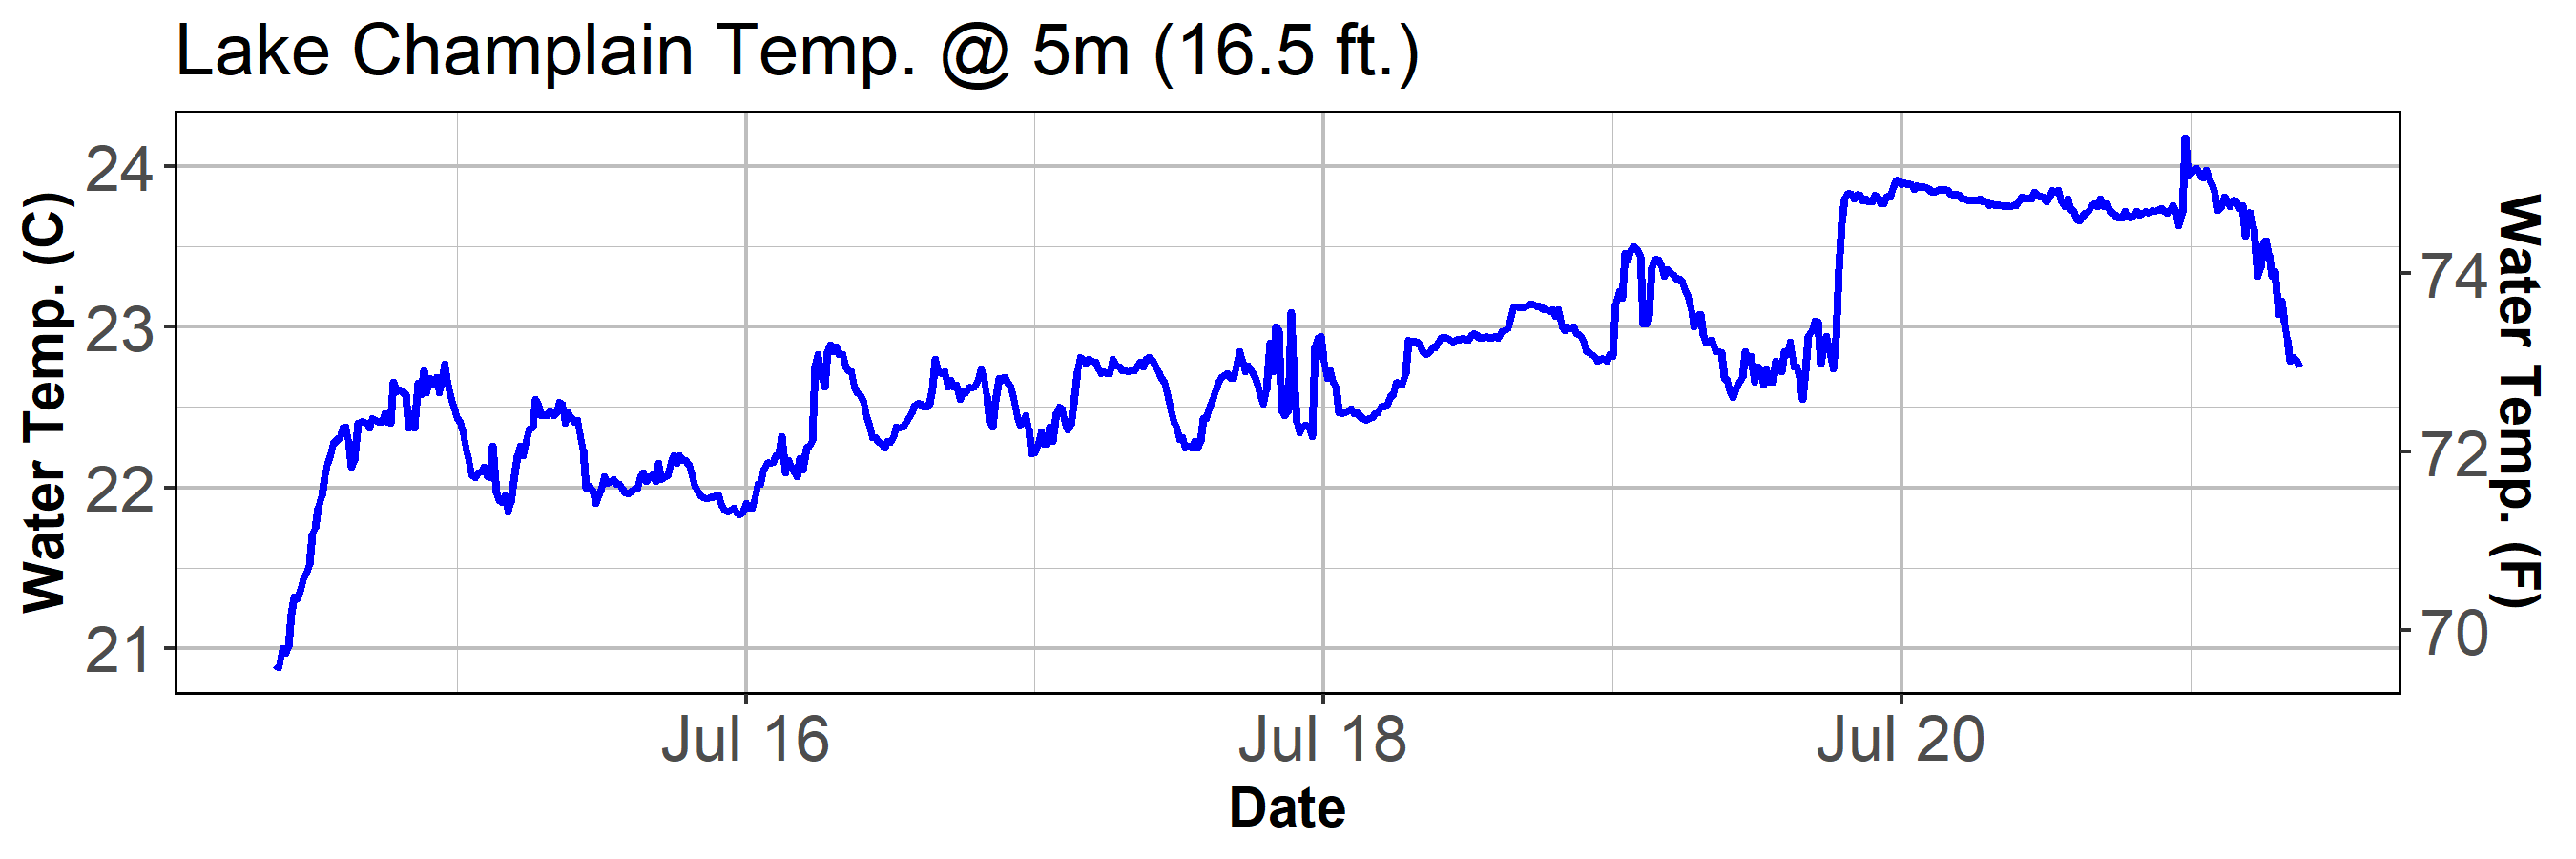 Lake Champlain Temp. @ 5m (16.5 ft.)
Water Temp. (C)
24
23
22
21
74
72
70
Water Temp. (F)
Jul 16 Jul 18 Jul 20
Date